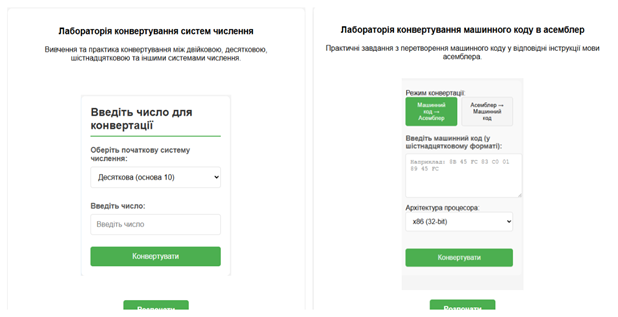 Лабораторія конвертування систем числення
Вивчення та практика конвертування між двійковою, десятковою,
шістнадцятковою та іншими системами числення.
Введіть число для
конвертації
Оберіть початкову систему
числення:
Десяткова (основа 10)
Введіть число:
Введіть число
Конвертувати
Лабораторія конвертування машинного коду в асемблер
Практичні завдання з перетворення машинного коду у відповідні інструкції мови
асемблера.
Режим конвертації:
Машинний
код →
Асемблер
Асемблер →
Машинний
код
Введіть машинний код (у
шістнадцятковому форматі):
Наприклад: 8B 45 FC 83 C0 01
89 45 FC
Архітектура процесора:
x86 (32-bit)
Конвертувати